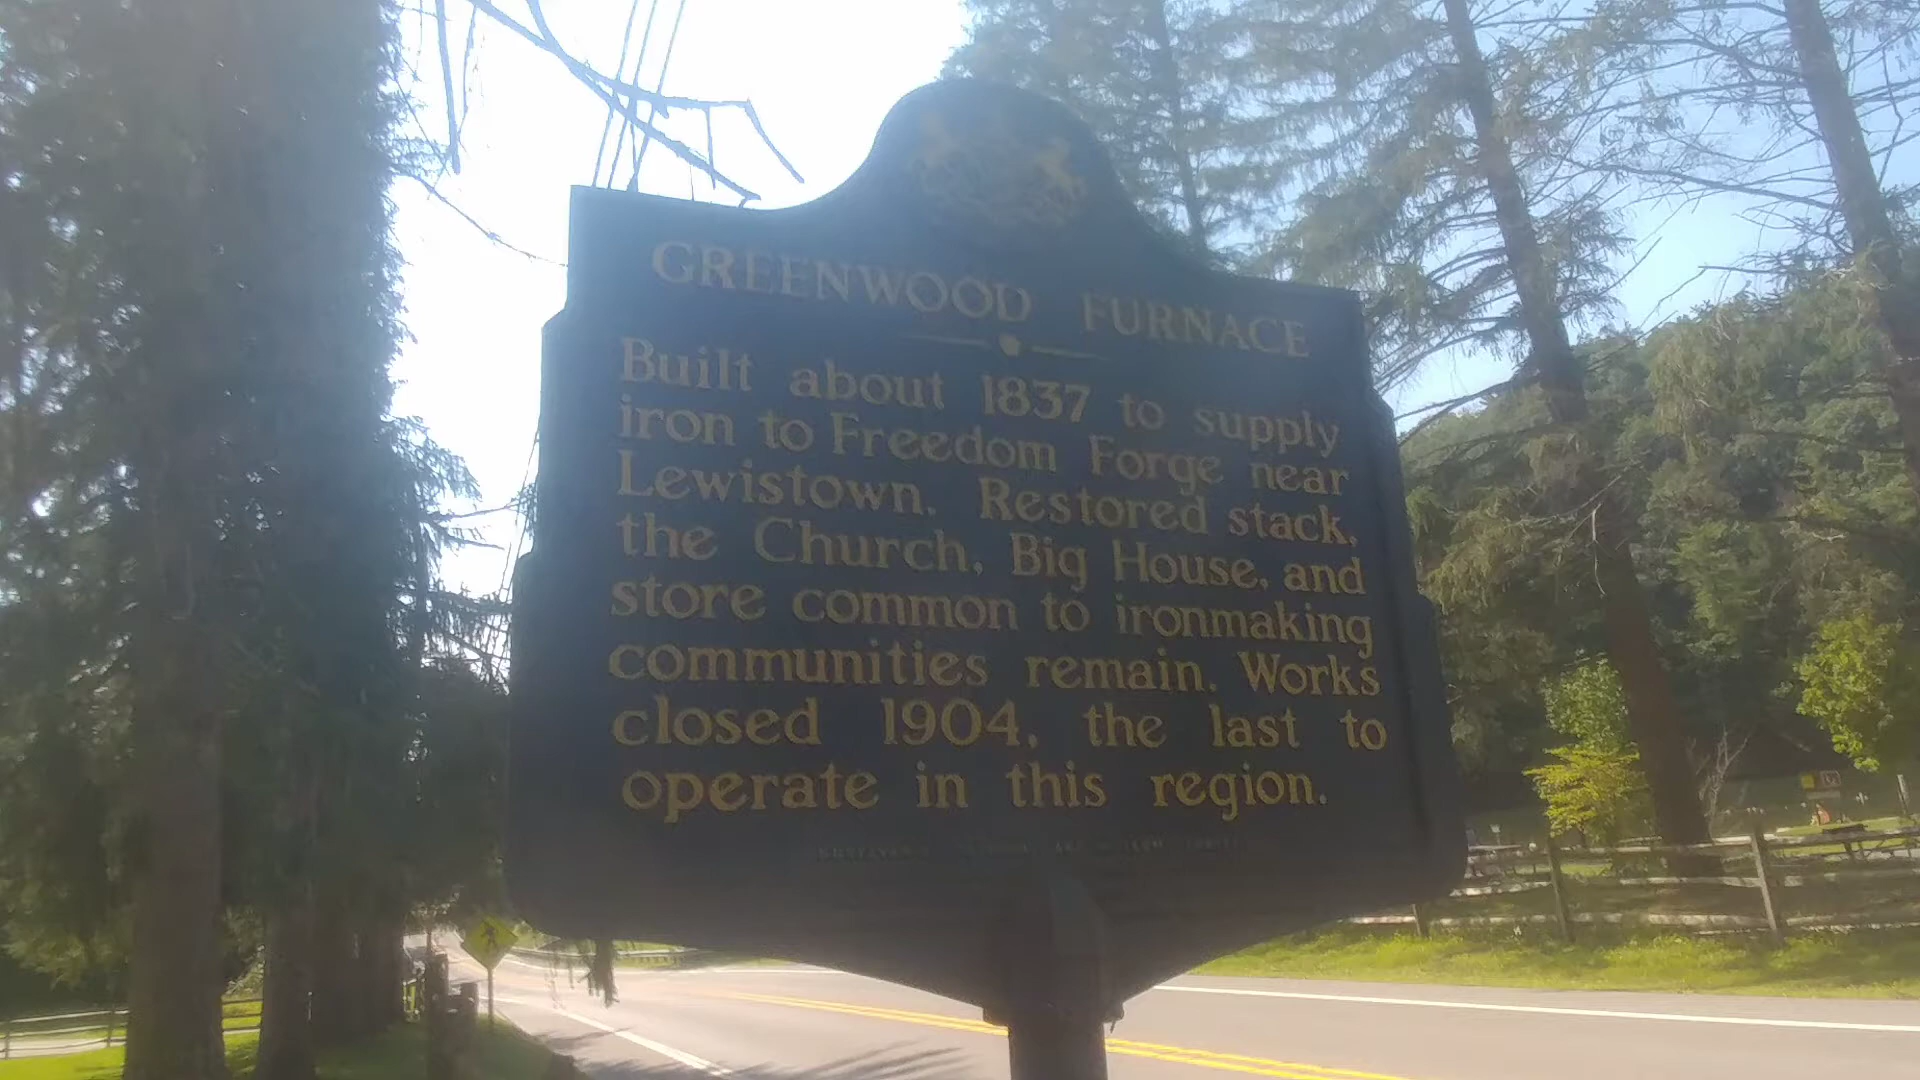 GREENWOOD FURNACE
Built about 1837 to supply
iron to Freedom Forge near
Lewistown. Restored stack,
the Church, Big House, and
store common to ironmaking
communities remain. Works
closed 1904, the last to
operate in this region.